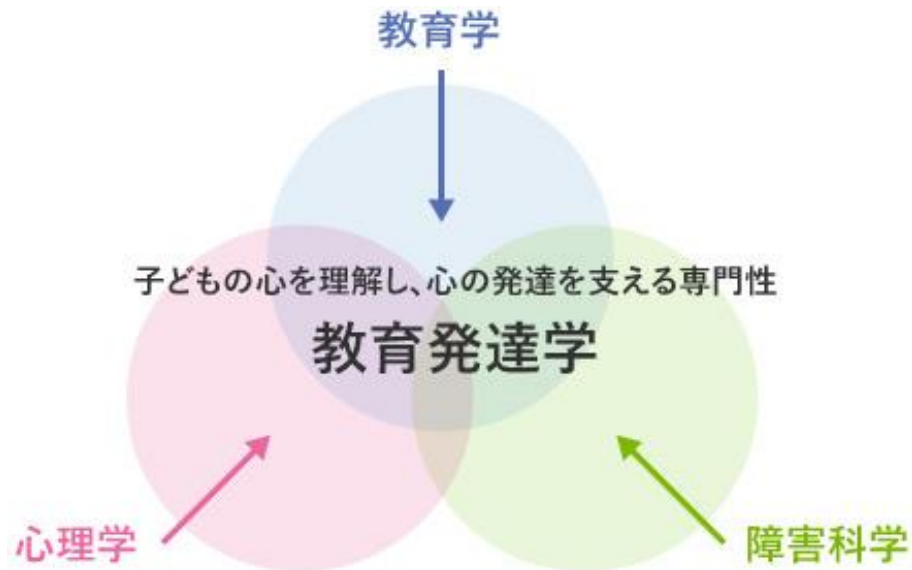 教育学
子どもの心を理解し、心の発達を支える専門性
教育発達学
心理学
障害科学